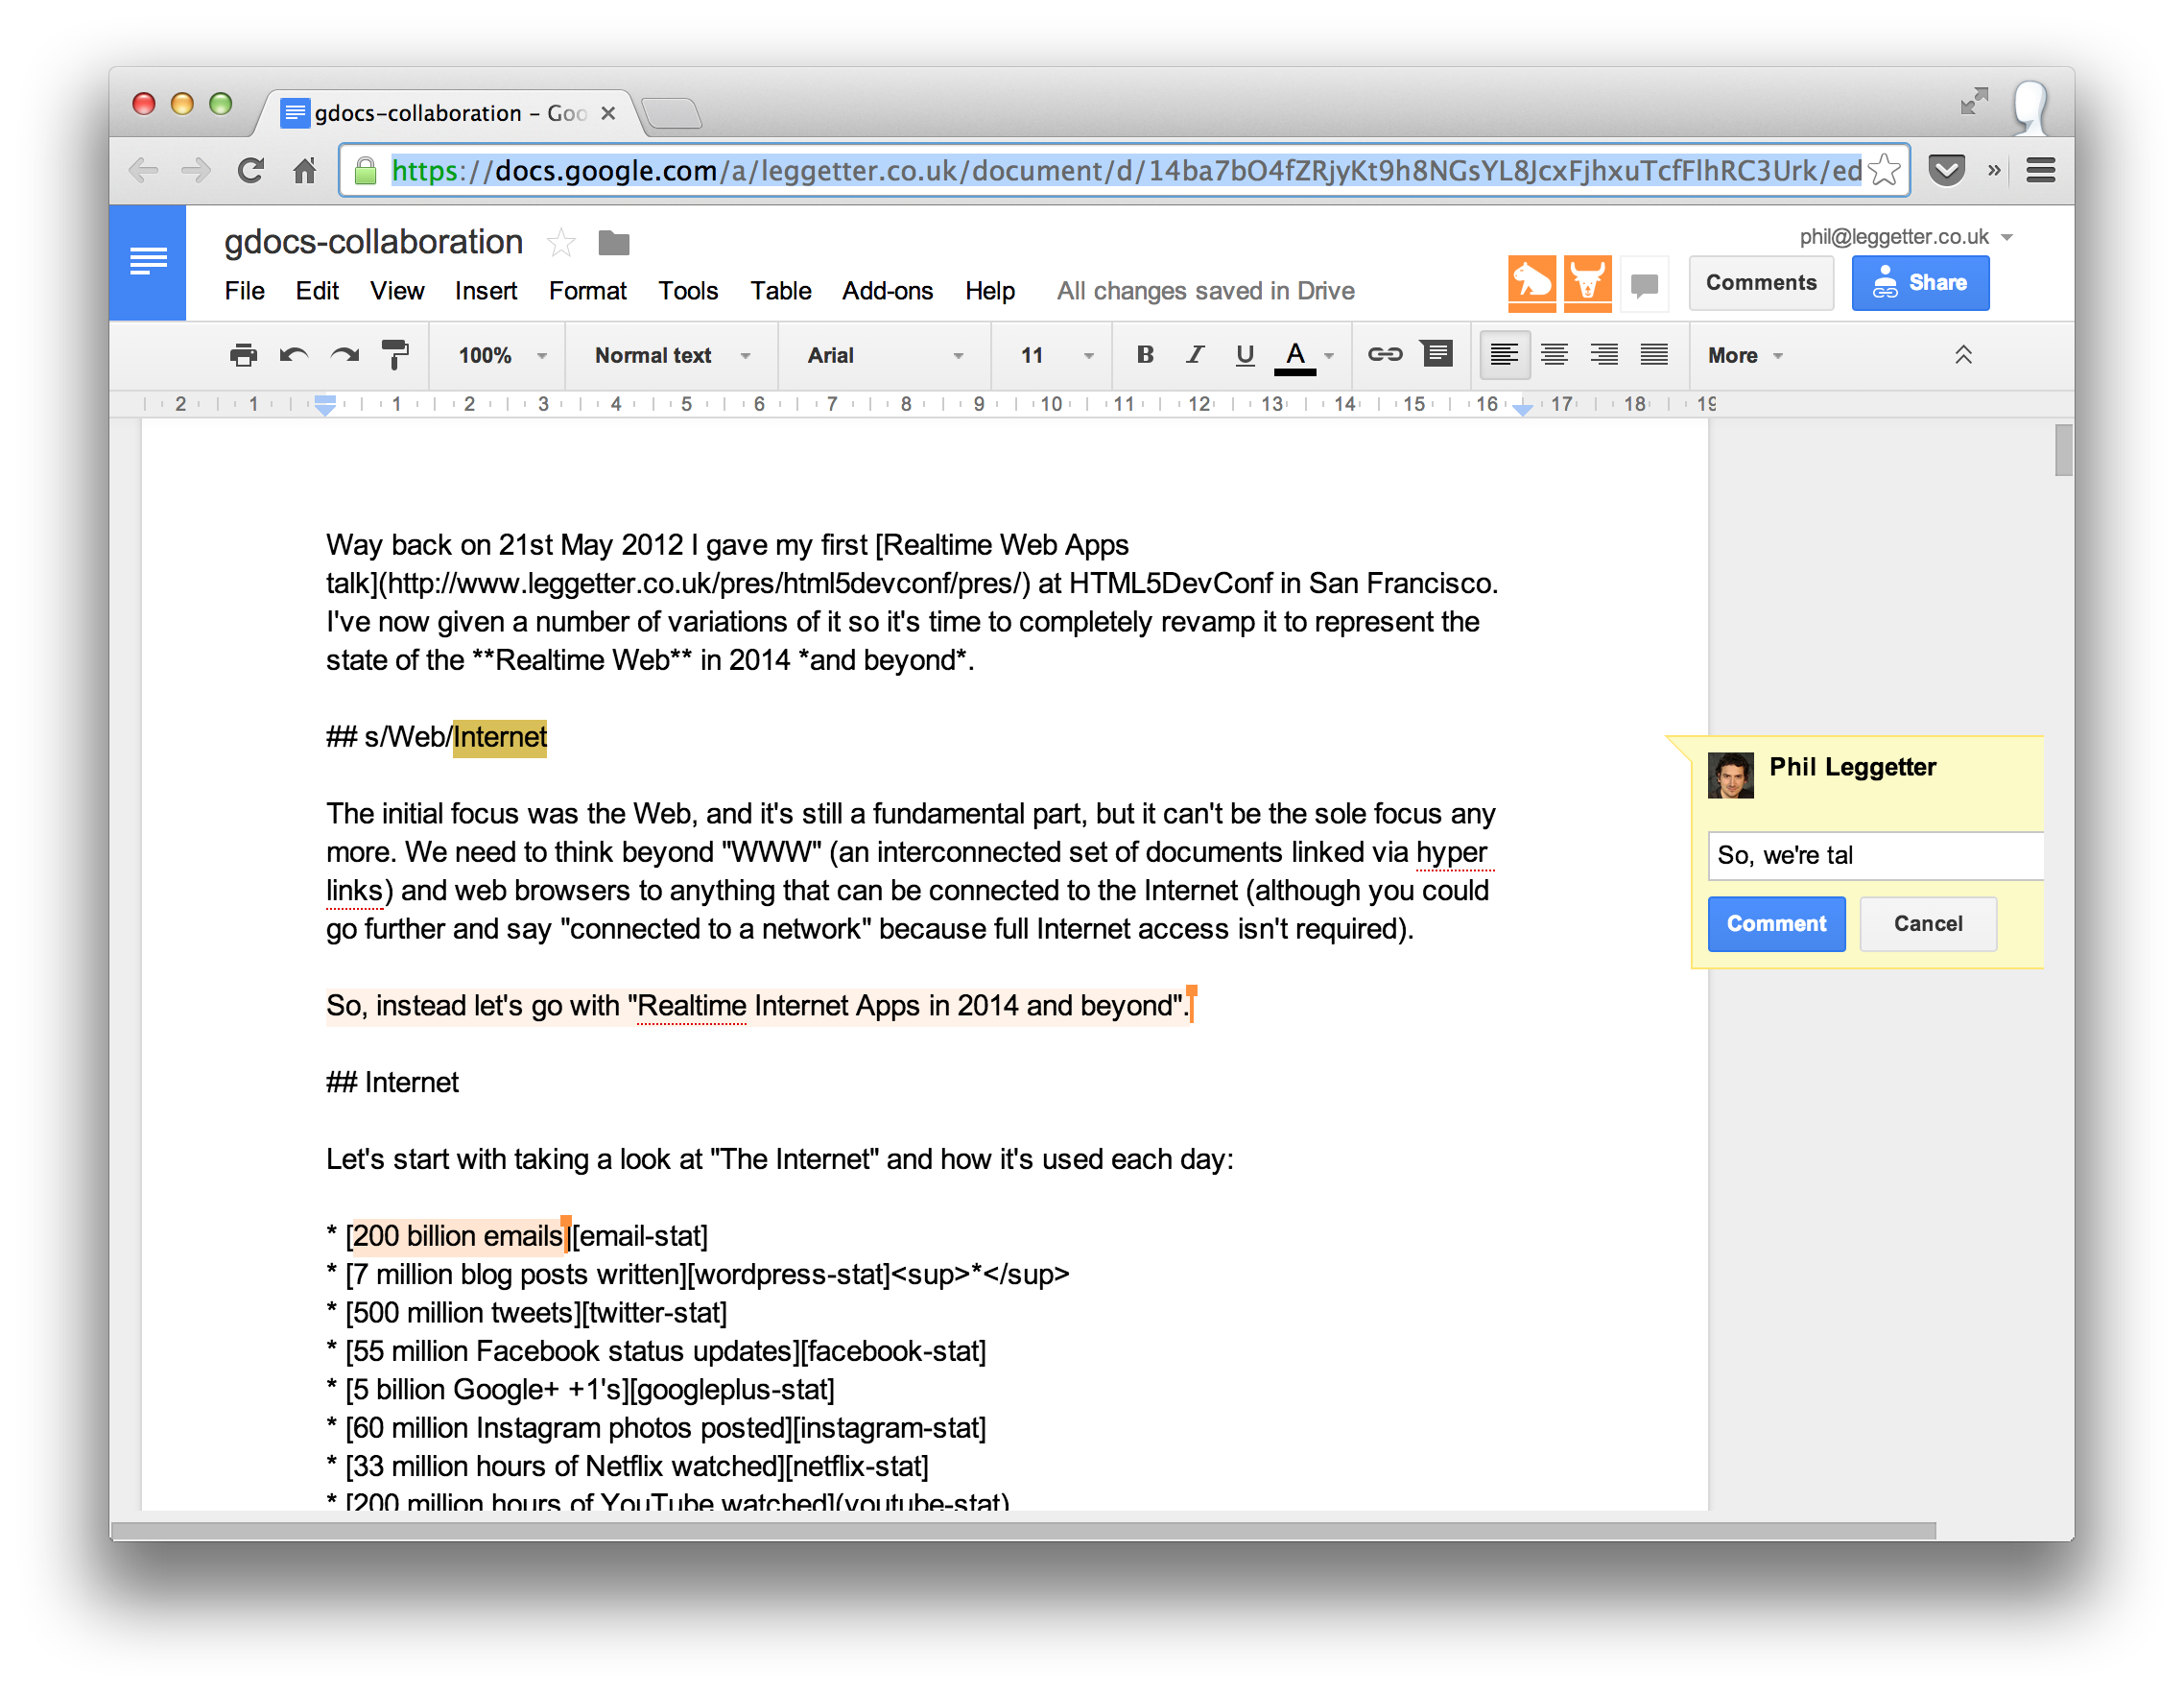 gdocs-collaboration – Goo
https://docs.google.com/a/leggetter.co.uk/document/d/14ba7bO4fZRjyKt9h8NGsYL8JcxFjhxuTcfFlhRC3Urk/ed
gdocs-collaboration
phil@leggetter.co.uk
File Edit View Insert Format Tools Table Add-ons Help All changes saved in Drive
Comments Share
100% Normal text Arial 11 B I U A More
2 1 1 2 3 4 5 6 7 8 9 10 11 12 13 14 15 16 17 18 19
Way back on 21st May 2012 I gave my first [Realtime Web Apps
talk](http://www.leggetter.co.uk/pres/html5devconf/pres/) at HTML5DevConf in San Francisco.
I've now given a number of variations of it so it's time to completely revamp it to represent the
state of the **Realtime Web** in 2014 *and beyond*.
## s/Web/Internet
The initial focus was the Web, and it's still a fundamental part, but it can't be the sole focus any
more. We need to think beyond "WWW" (an interconnected set of documents linked via hyper
links) and web browsers to anything that can be connected to the Internet (although you could
go further and say "connected to a network" because full Internet access isn't required).
So, instead let's go with "Realtime Internet Apps in 2014 and beyond".
## Internet
Let's start with taking a look at "The Internet" and how it's used each day:
* [200 billion emails][email-stat]
* [7 million blog posts written][wordpress-stat]<sup>*</sup>
* [500 million tweets][twitter-stat]
* [55 million Facebook status updates][facebook-stat]
* [5 billion Google+ +1's][googleplus-stat]
* [60 million Instagram photos posted][instagram-stat]
* [33 million hours of Netflix watched][netflix-stat]
* [200 million hours of YouTube watched](youtube-stat)
Phil Leggetter
So, we're tal
Comment Cancel